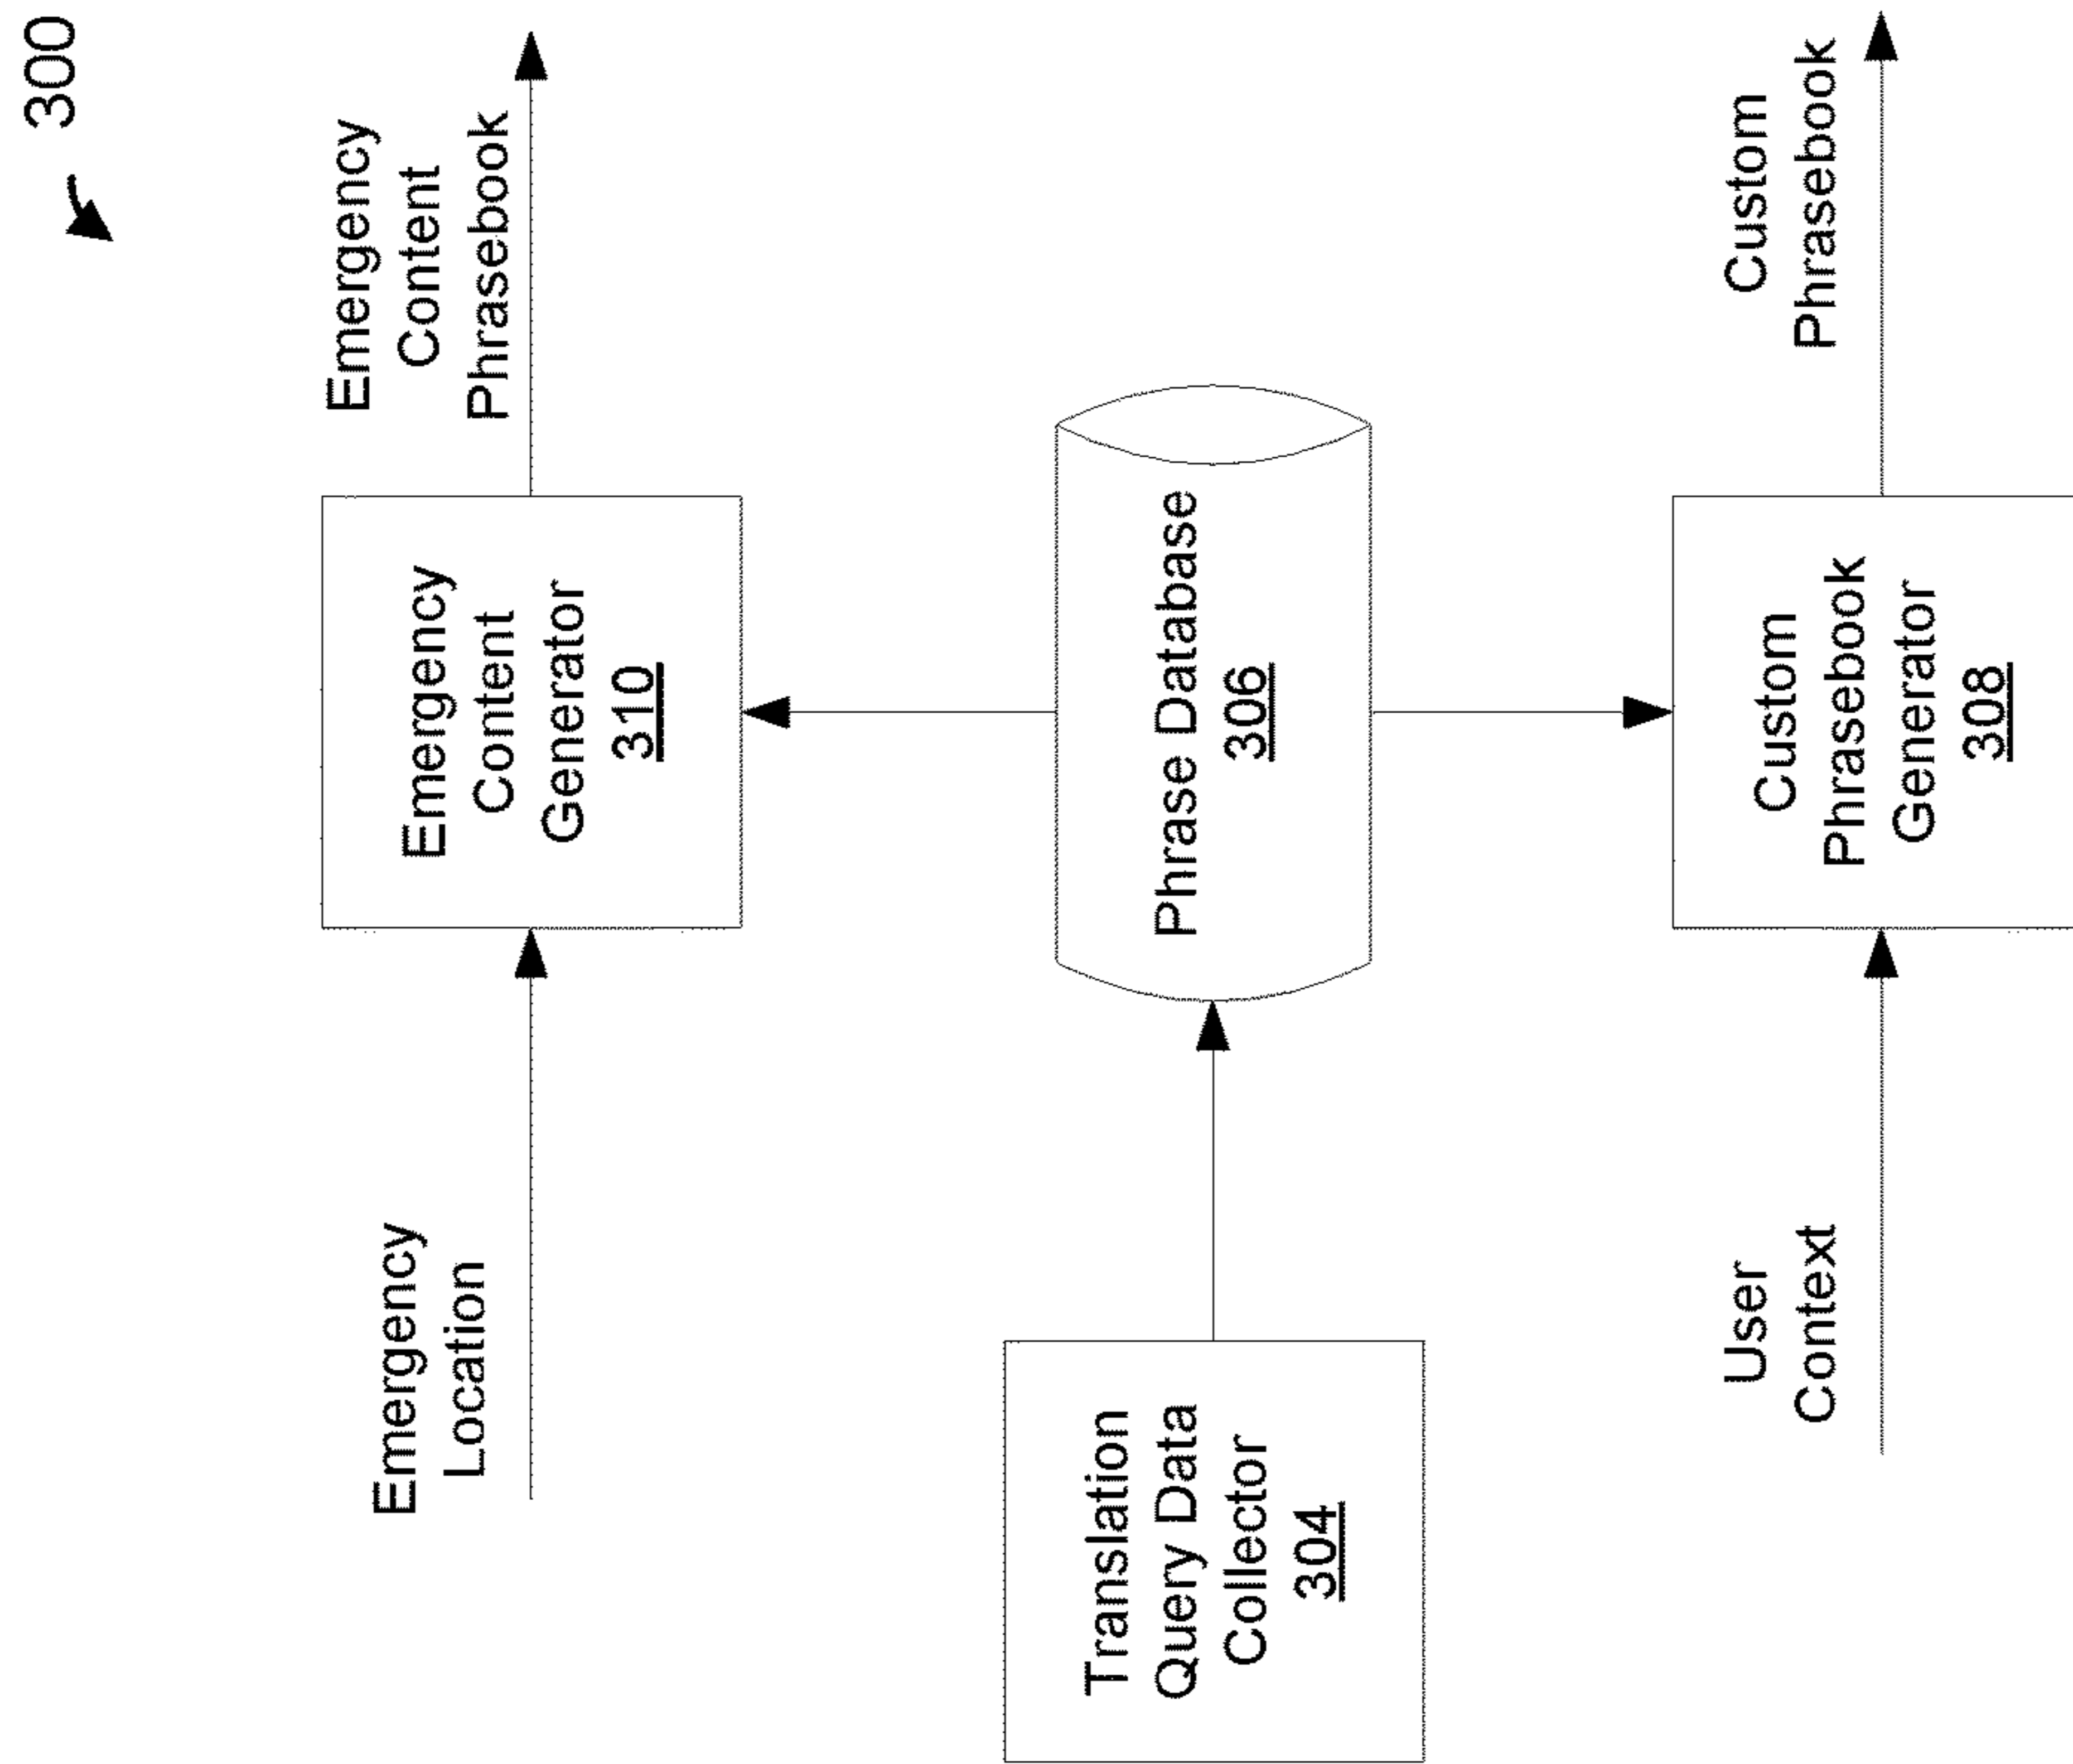 300
Emergency
Location
Emergency
Content
Generator
310
Emergency
Content
Phrasebook
Translation
Query Data
Collector
304
Phrase Database
306
User
Context
Custom
Phrasebook
Generator
308
Custom
Phrasebook